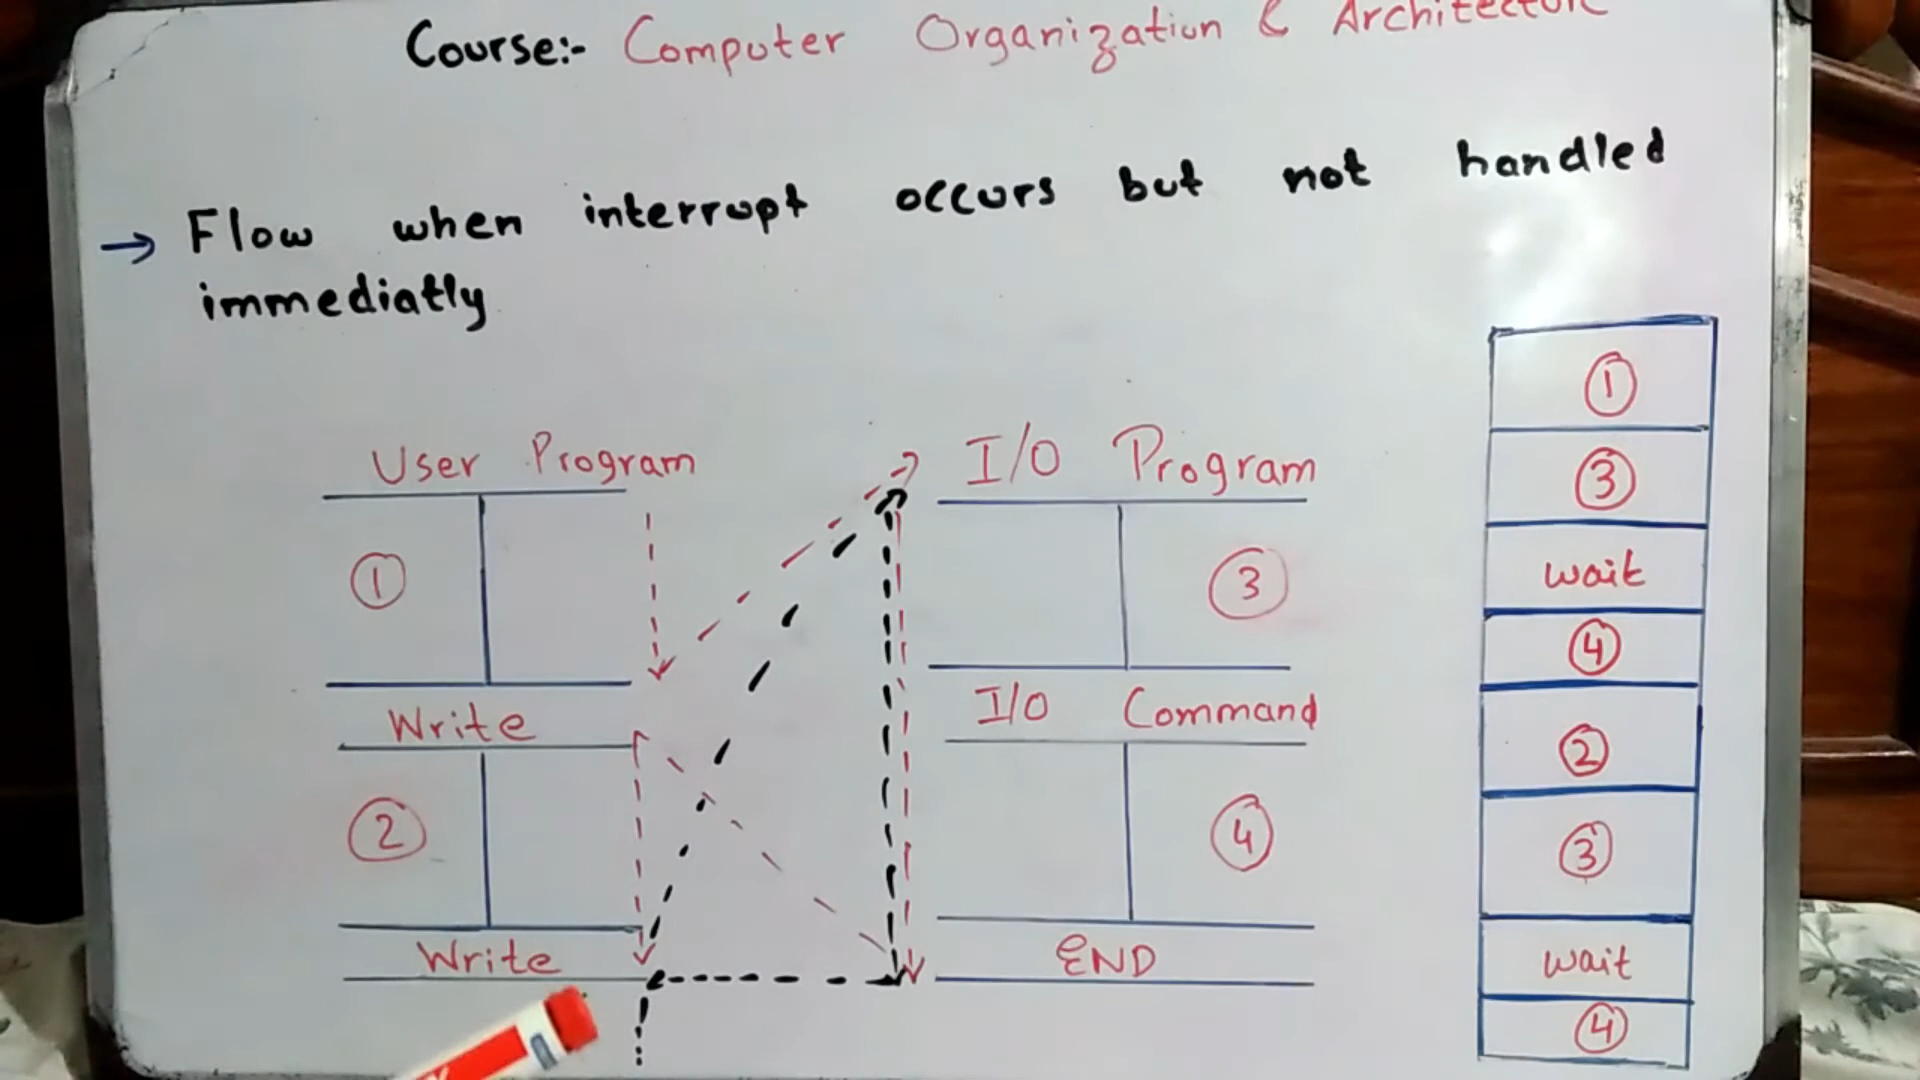 Course:- Computer Organization & Architecture
→ Flow when interrupt occurs but not handled
immediatly
User Program
I/O Program
1
3
Write
I/O Command
2
4
Write
END
1
3
wait
4
2
3
wait
4